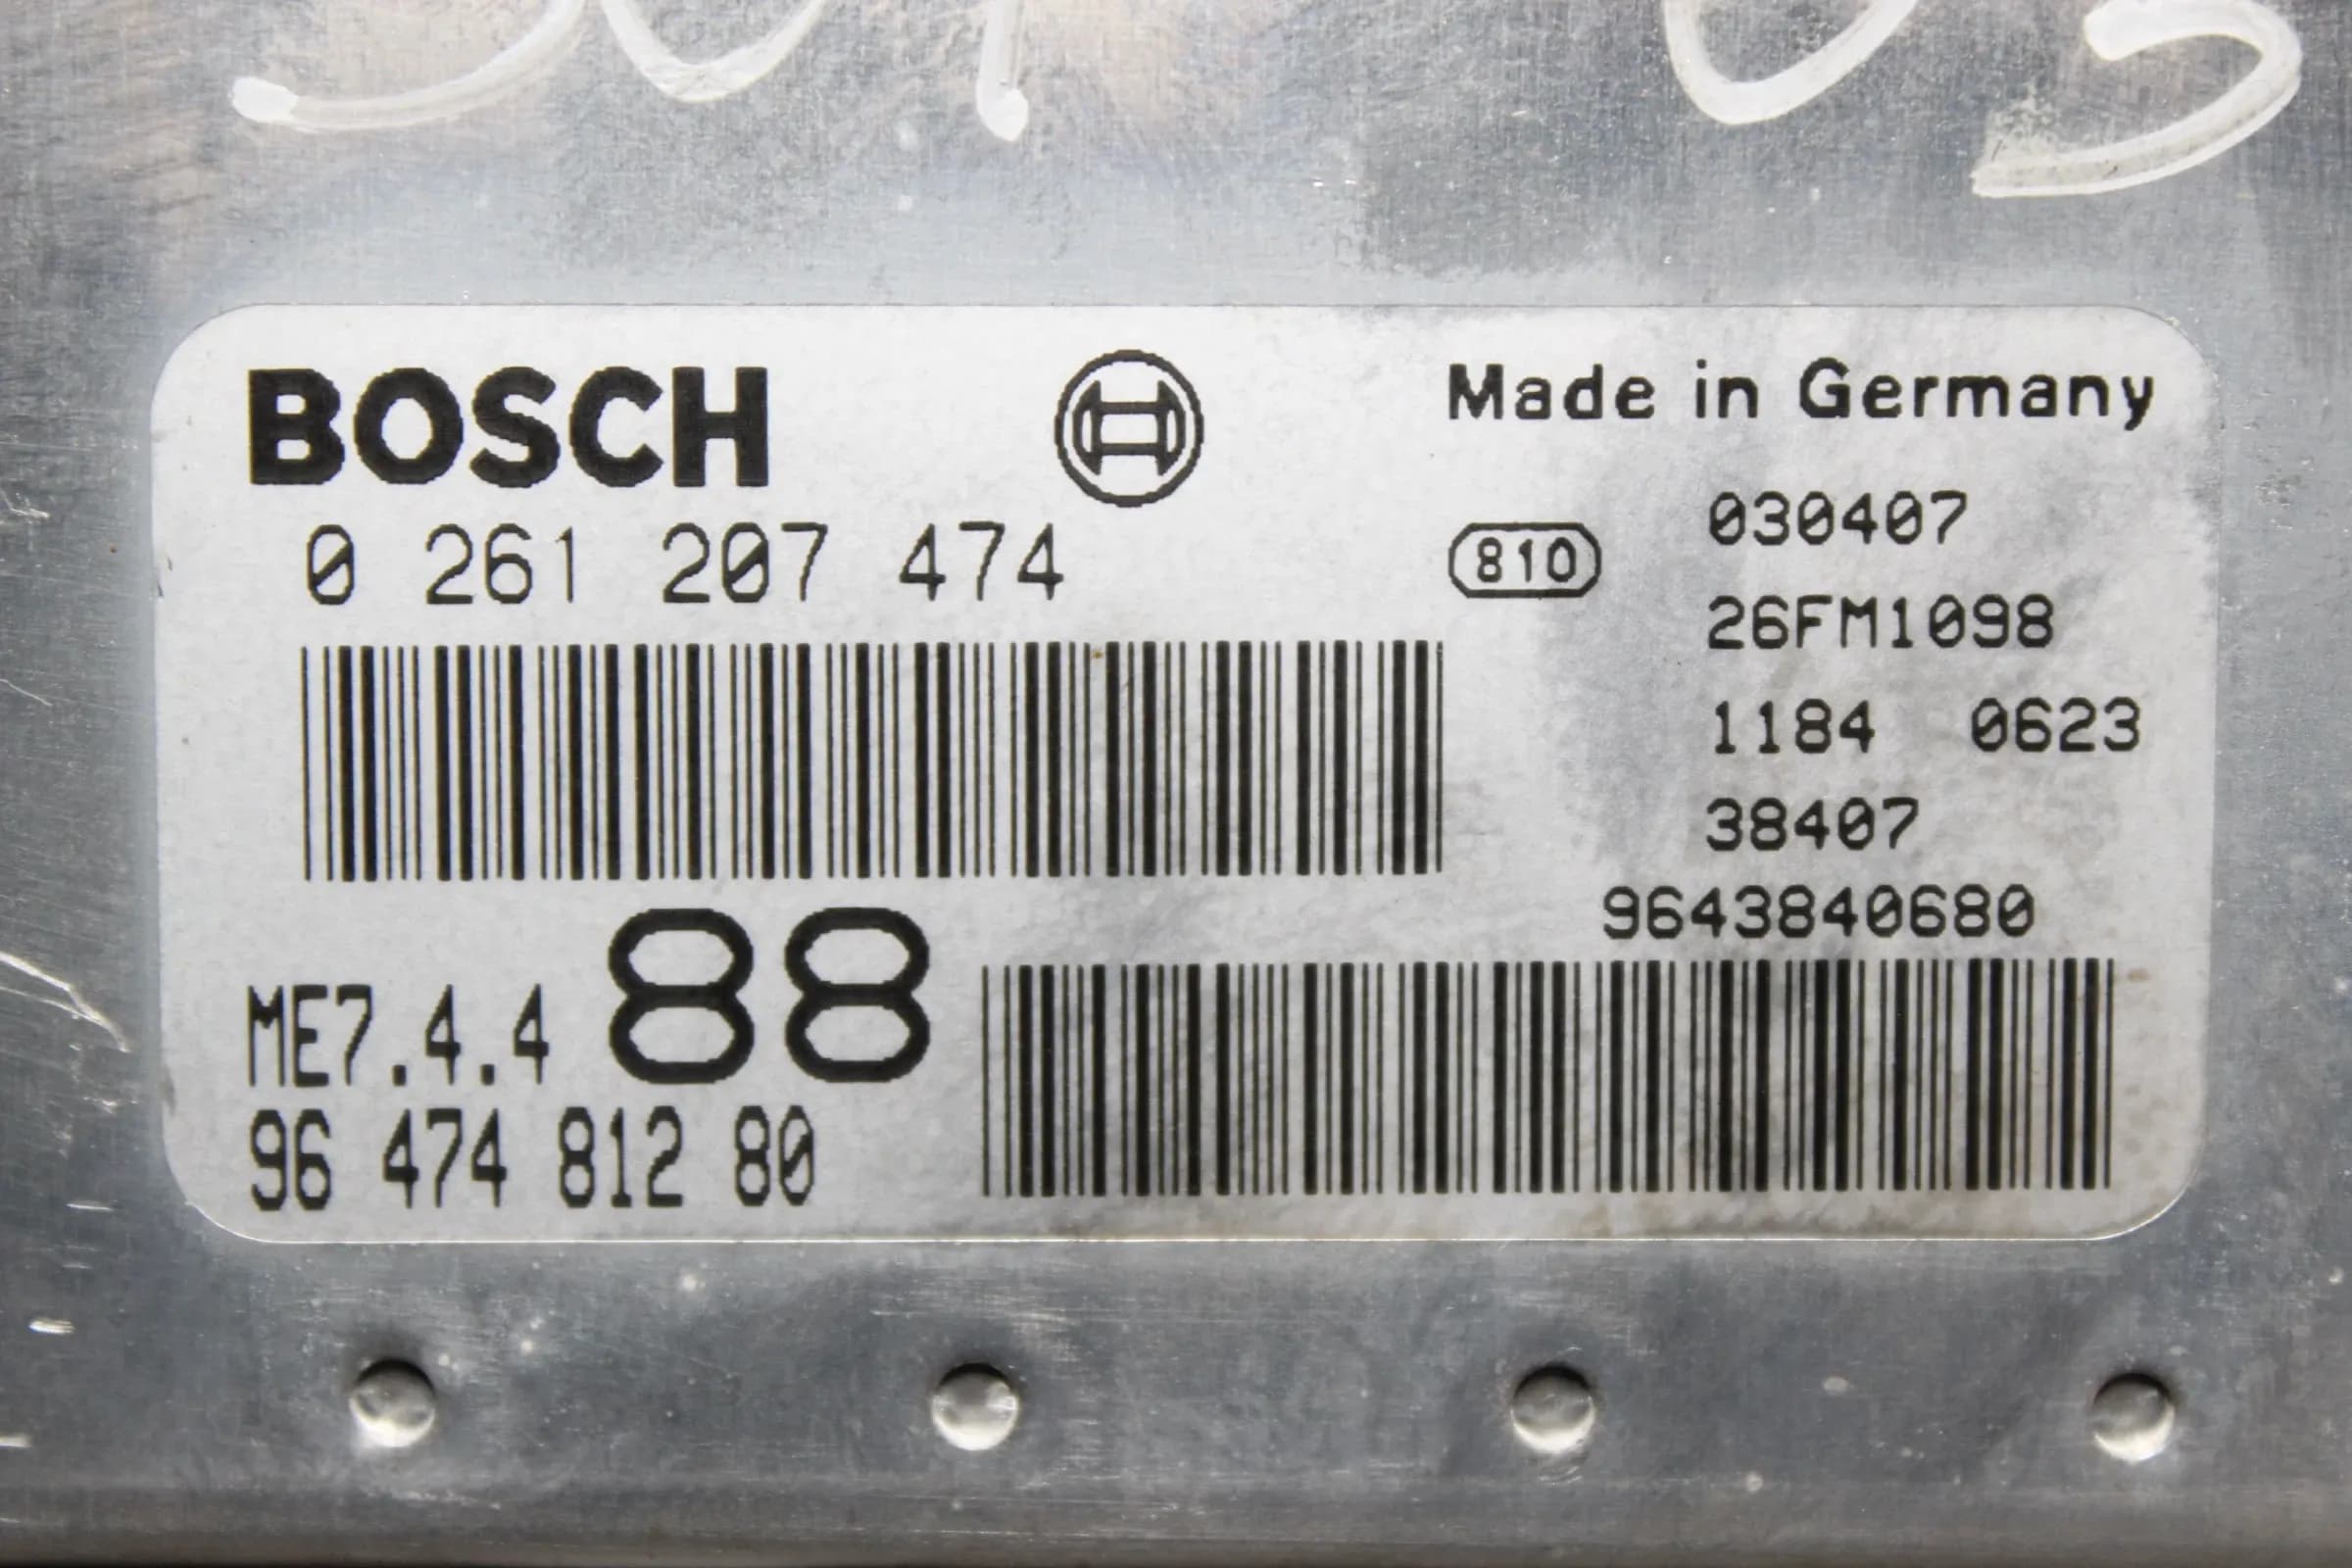 BOSCH
Made in Germany
0 261 207 474
810
030407
26FM1098
1184 0623
38407
9643840680
ME7.4.4 88
96 474 812 80